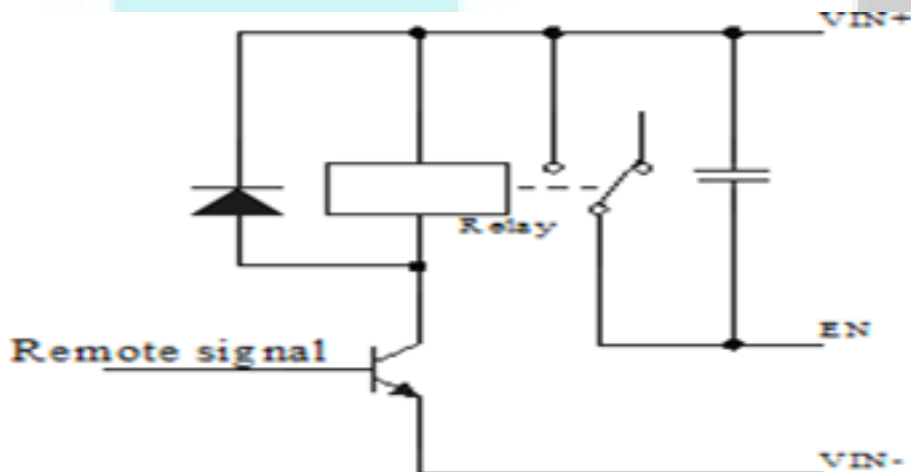 VIN+
Relay
EN
Remote signal
VIN-